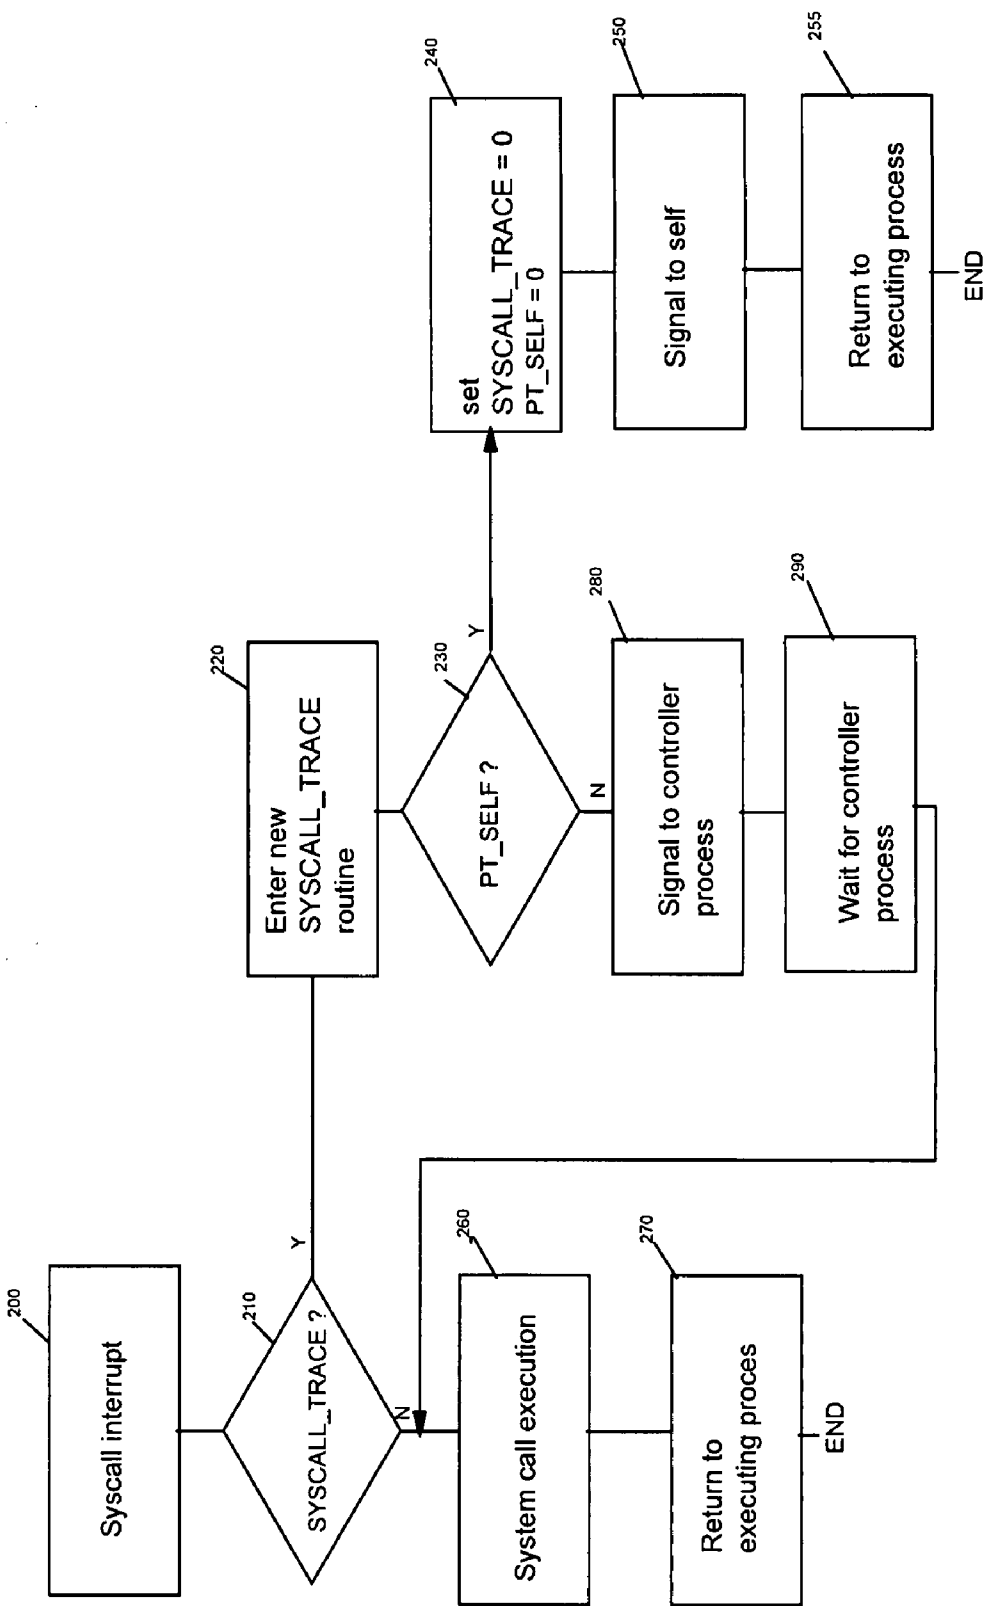 200
Syscall interrupt
210
SYSCALL_TRACE ?
Y
N
260
System call execution
270
Return to
executing proces
END
220
Enter new
SYSCALL_TRACE
routine
230
PT_SELF ?
Y
N
280
Signal to controller
process
290
Wait for controller
process
240
set
SYSCALL_TRACE = 0
PT_SELF = 0
250
Signal to self
255
Return to
executing process
END